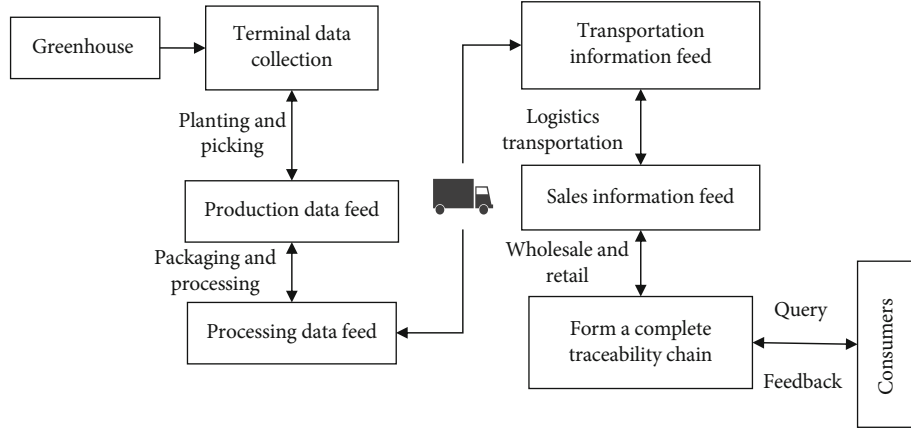 Greenhouse
Terminal data
collection
Planting and
picking
Production data feed
Packaging and
processing
Processing data feed
Transportation
information feed
Logistics
transportation
Sales information feed
Wholesale and
retail
Form a complete
traceability chain
Query
Feedback
Consumers